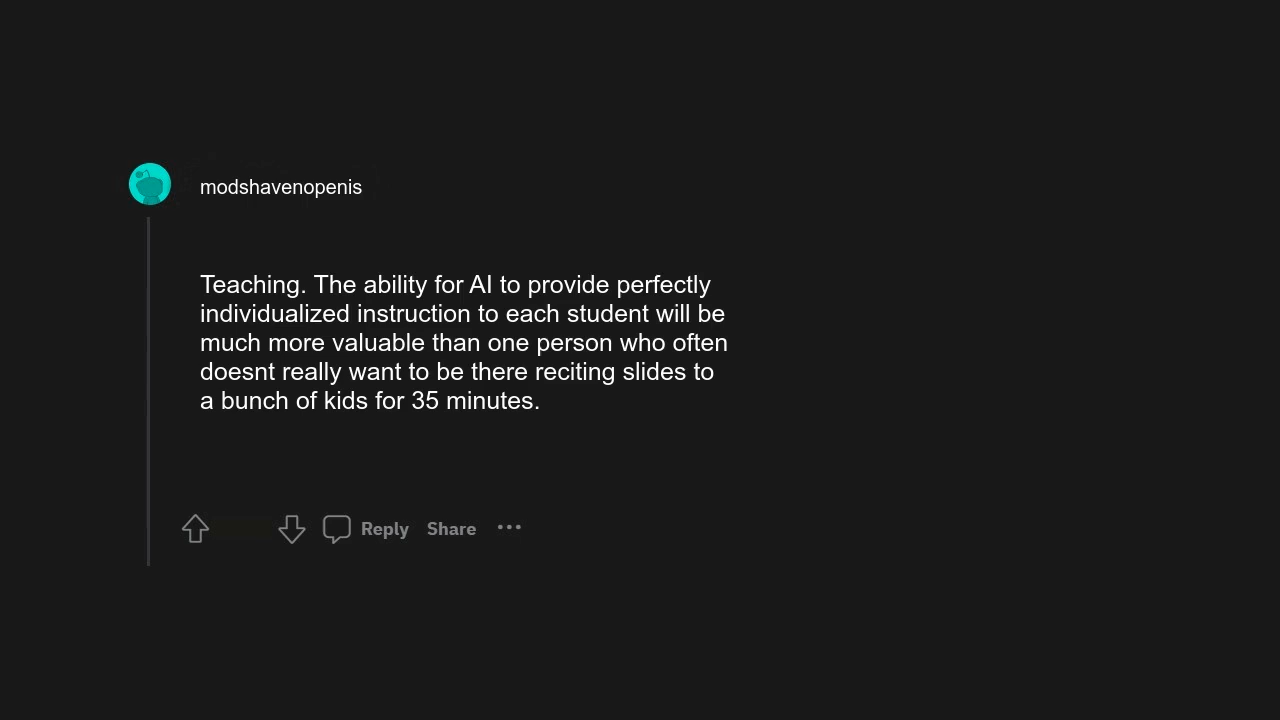 modshavenopenis
Teaching. The ability for AI to provide perfectly
individualized instruction to each student will be
much more valuable than one person who often
doesnt really want to be there reciting slides to
a bunch of kids for 35 minutes.
Reply Share